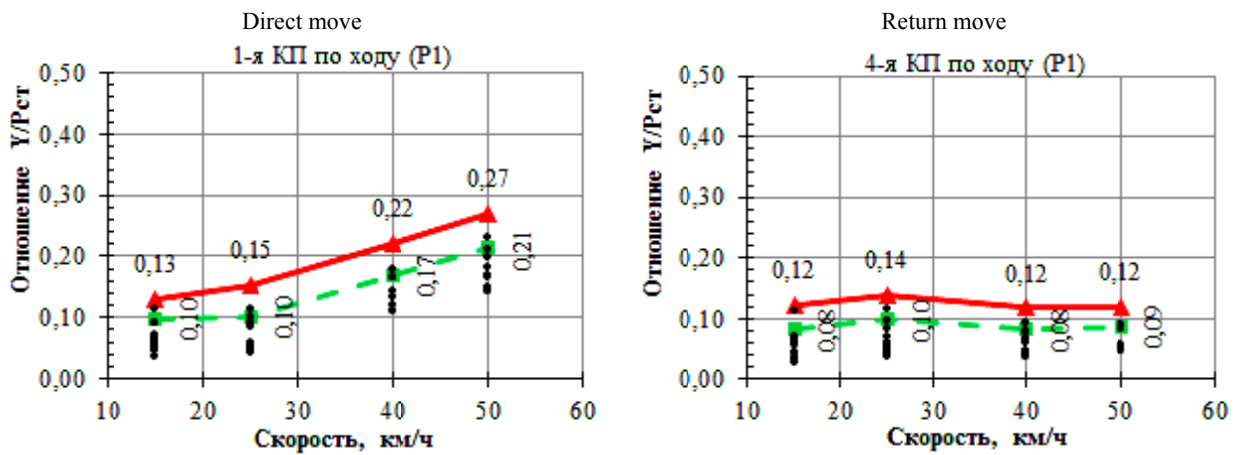 Direct move
1-я КП по ходу (Р1)
Отношение Y/Рст
0,50
0,40
0,30
0,20
0,10
0,00
0,13
0,15
0,22
0,27
0,10
0,10
0,17
0,21
10 20 30 40 50 60
Скорость, км/ч
Return move
4-я КП по ходу (Р1)
Отношение Y/Рст
0,50
0,40
0,30
0,20
0,10
0,00
0,12
0,14
0,12
0,12
0,08
0,10
0,08
0,09
10 20 30 40 50 60
Скорость, км/ч